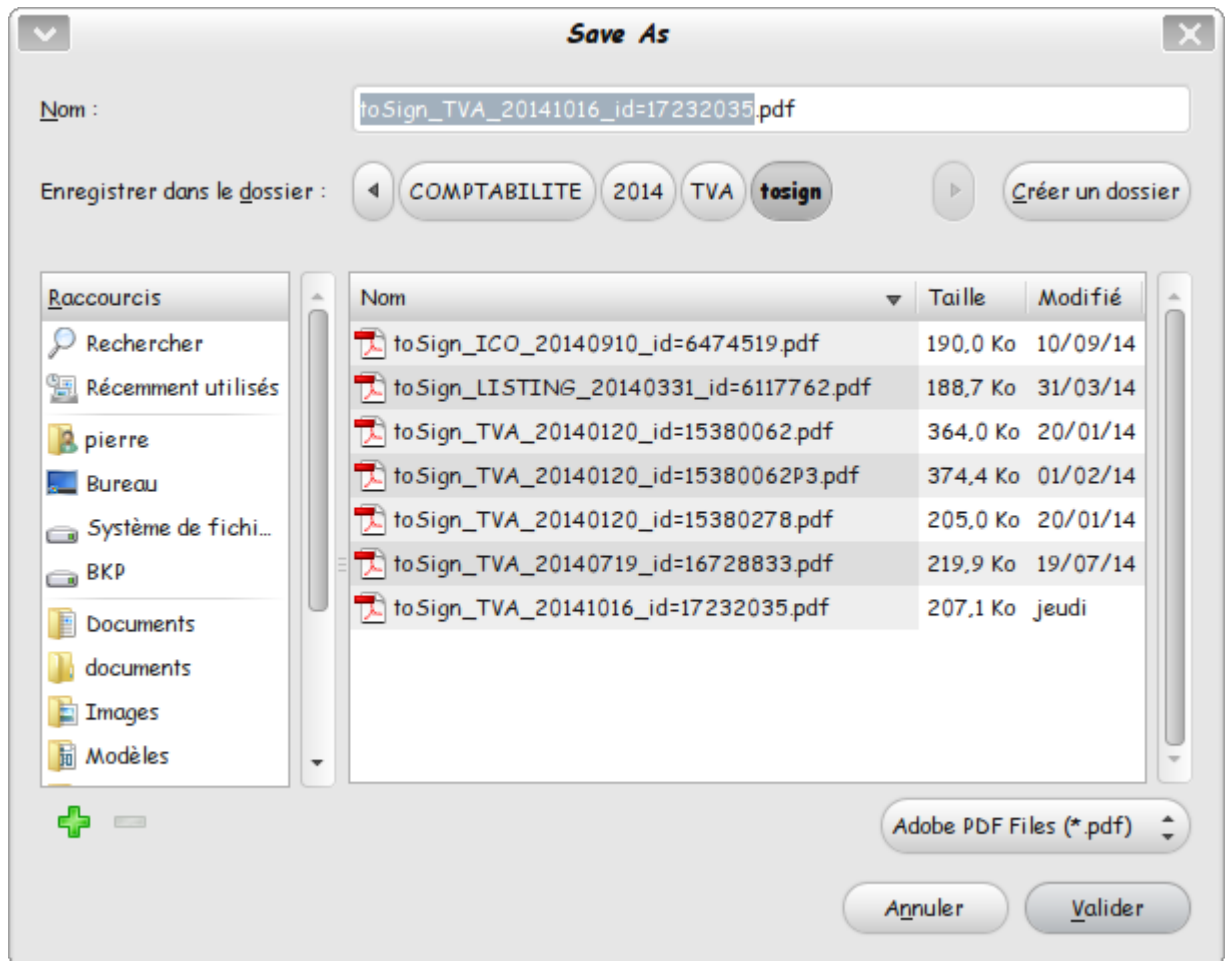 Save As
Nom :
toSign_TVA_20141016_id=17232035.pdf
Enregistrer dans le dossier :
COMPTABILITE 2014 TVA tosign
Créer un dossier
Raccourcis
Rechercher
Récemment utilisés
pierre
Bureau
Système de fichi...
BKP
Documents
documents
Images
Modèles
Nom Taille Modifié
toSign_ICO_20140910_id=6474519.pdf 190,0 Ko 10/09/14
toSign_LISTING_20140331_id=6117762.pdf 188,7 Ko 31/03/14
toSign_TVA_20140120_id=15380062.pdf 364,0 Ko 20/01/14
toSign_TVA_20140120_id=15380062P3.pdf 374,4 Ko 01/02/14
toSign_TVA_20140120_id=15380278.pdf 205,0 Ko 20/01/14
toSign_TVA_20140719_id=16728833.pdf 219,9 Ko 19/07/14
toSign_TVA_20141016_id=17232035.pdf 207,1 Ko jeudi
Adobe PDF Files (*.pdf)
Annuler
Valider